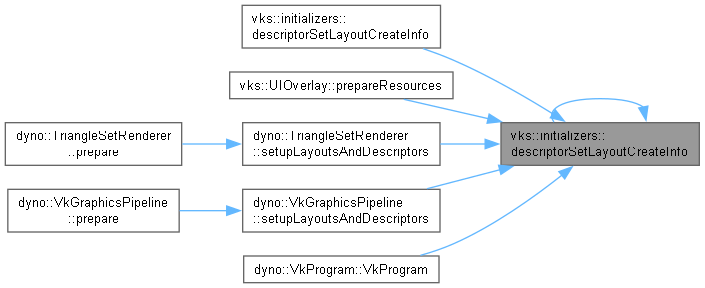 vks::initializers::
descriptorSetLayoutCreateInfo
vks::UIOverlay::prepareResources
dyno::TriangleSetRenderer
::prepare
dyno::TriangleSetRenderer
::setupLayoutsAndDescriptors
vks::initializers::
descriptorSetLayoutCreateInfo
dyno::VkGraphicsPipeline
::prepare
dyno::VkGraphicsPipeline
::setupLayoutsAndDescriptors
dyno::VkProgram::VkProgram